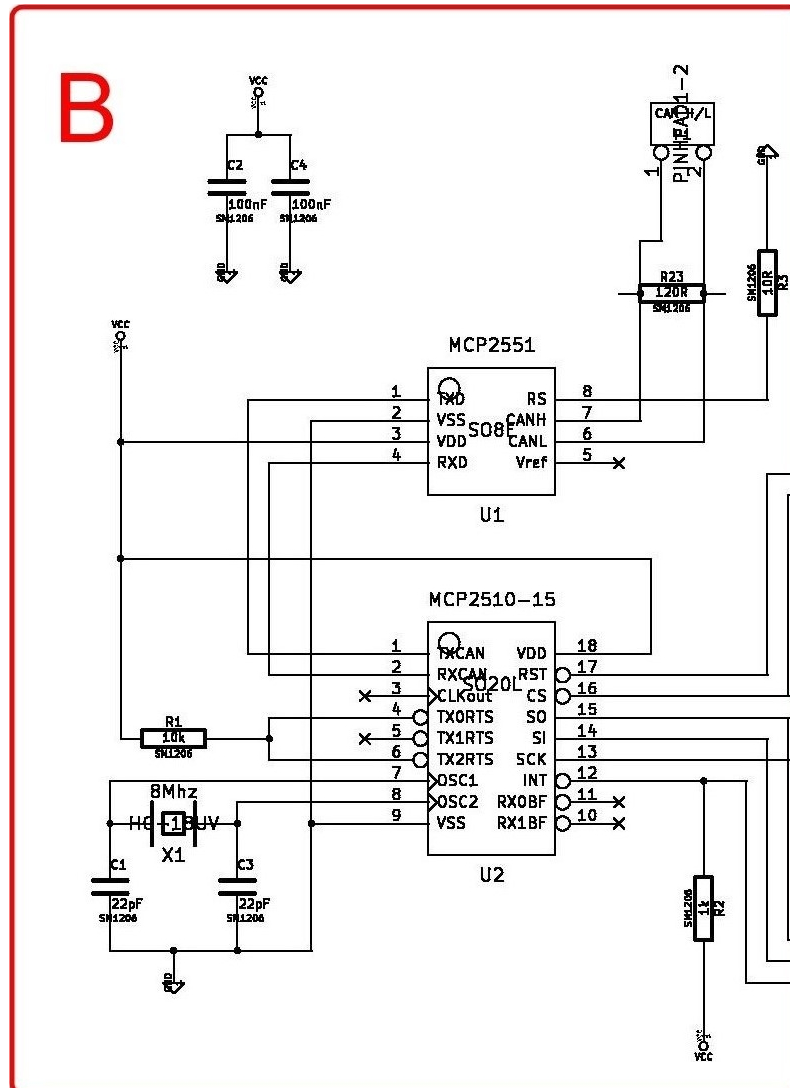 B
VCC
C2
C4
100nF
100nF
SM1206
SM1206
GND
GND
CAN H/L
PINHEAD1-2
1
2
GND
R23
120R
SM1206
SM1206
10R
R3
VCC
MCP2551
1 TXD RS 8
2 VSS CANH 7
SO8E
3 VDD CANL 6
4 RXD Vref 5
U1
MCP2510-15
1 TXCAN VDD 18
2 RXCAN RST 17
SO20L
3 CLKout CS 16
4 TX0RTS SO 15
5 TX1RTS SI 14
6 TX2RTS SCK 13
7 OSC1 INT 12
8 OSC2 RX0BF 11
9 VSS RX1BF 10
U2
R1
10k
SM1206
8Mhz
X1
C1
C3
22pF
22pF
SM1206
SM1206
GND
SM1206
1k
R2
VCC